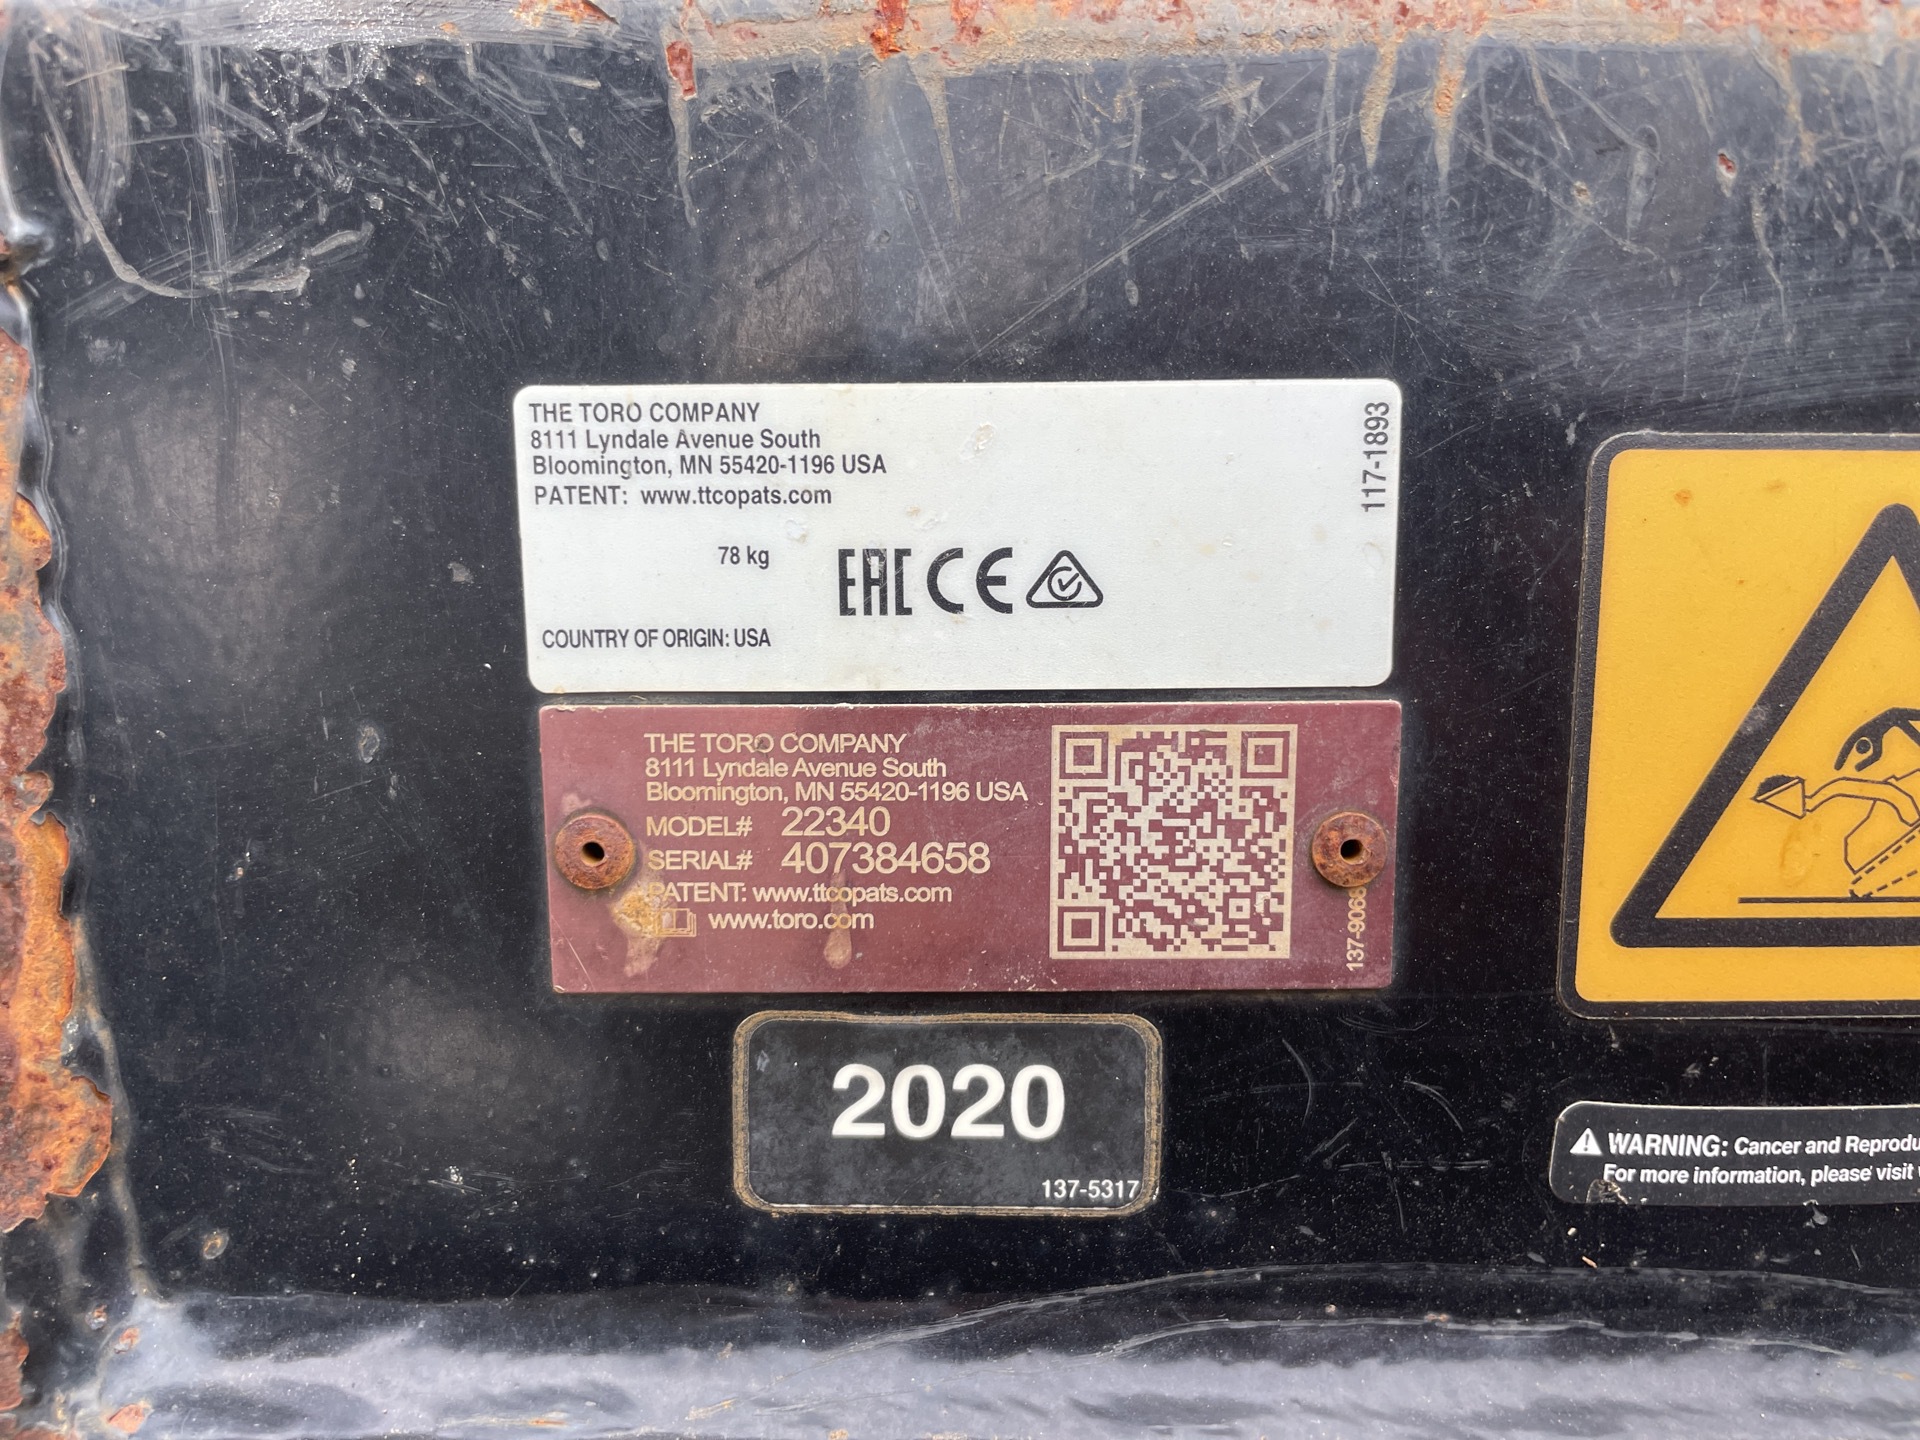 THE TORO COMPANY
8111 Lyndale Avenue South
Bloomington, MN 55420-1196 USA
PATENT: www.ttcopats.com
117-1893
78 kg
EAC CE
COUNTRY OF ORIGIN: USA
THE TORO COMPANY
8111 Lyndale Avenue South
Bloomington, MN 55420-1196 USA
MODEL# 22340
SERIAL# 407384658
PATENT: www.ttcopats.com
www.toro.com
2020
137-5317
WARNING: Cancer and
For more information, please visit